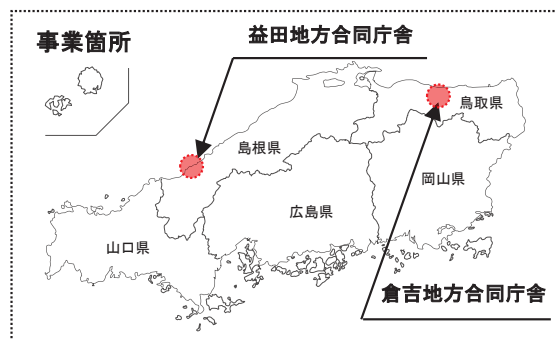 事業箇所
益田地方合同庁舎
鳥取県
島根県
岡山県
広島県
山口県
倉吉地方合同庁舎